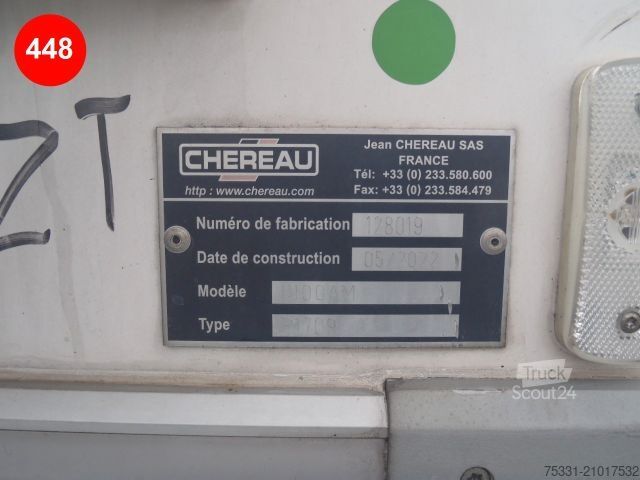 448
ZT
CHEREAU
http : www.chereau.com
Jean CHEREAU SAS
FRANCE
Tél: +33 (0) 233.580.600
Fax: +33 (0) 233.584.479
Numéro de fabrication 128019
Date de construction
Modèle
Type
Truck
Scout24
75331-21017532